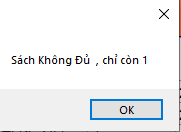 Sách Không Đủ , chỉ còn 1
OK